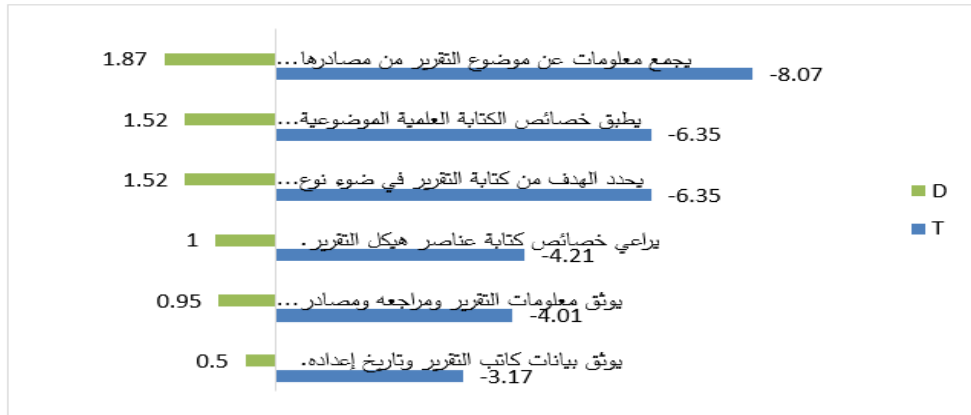 يجمع معلومات عن موضوع التقرير من مصادرها...
1.87
-8.07
يطبق خصائص الكتابة العلمية الموضوعية...
1.52
-6.35
يحدد الهدف من كتابة التقرير في ضوء نوع...
1.52
-6.35
يراعي خصائص كتابة عناصر هيكل التقرير.
1
-4.21
يوثق معلومات التقرير ومراجعه ومصادر...
0.95
-4.01
يوثق بيانات كاتب التقرير وتاريخ إعداده.
0.5
-3.17
D
T